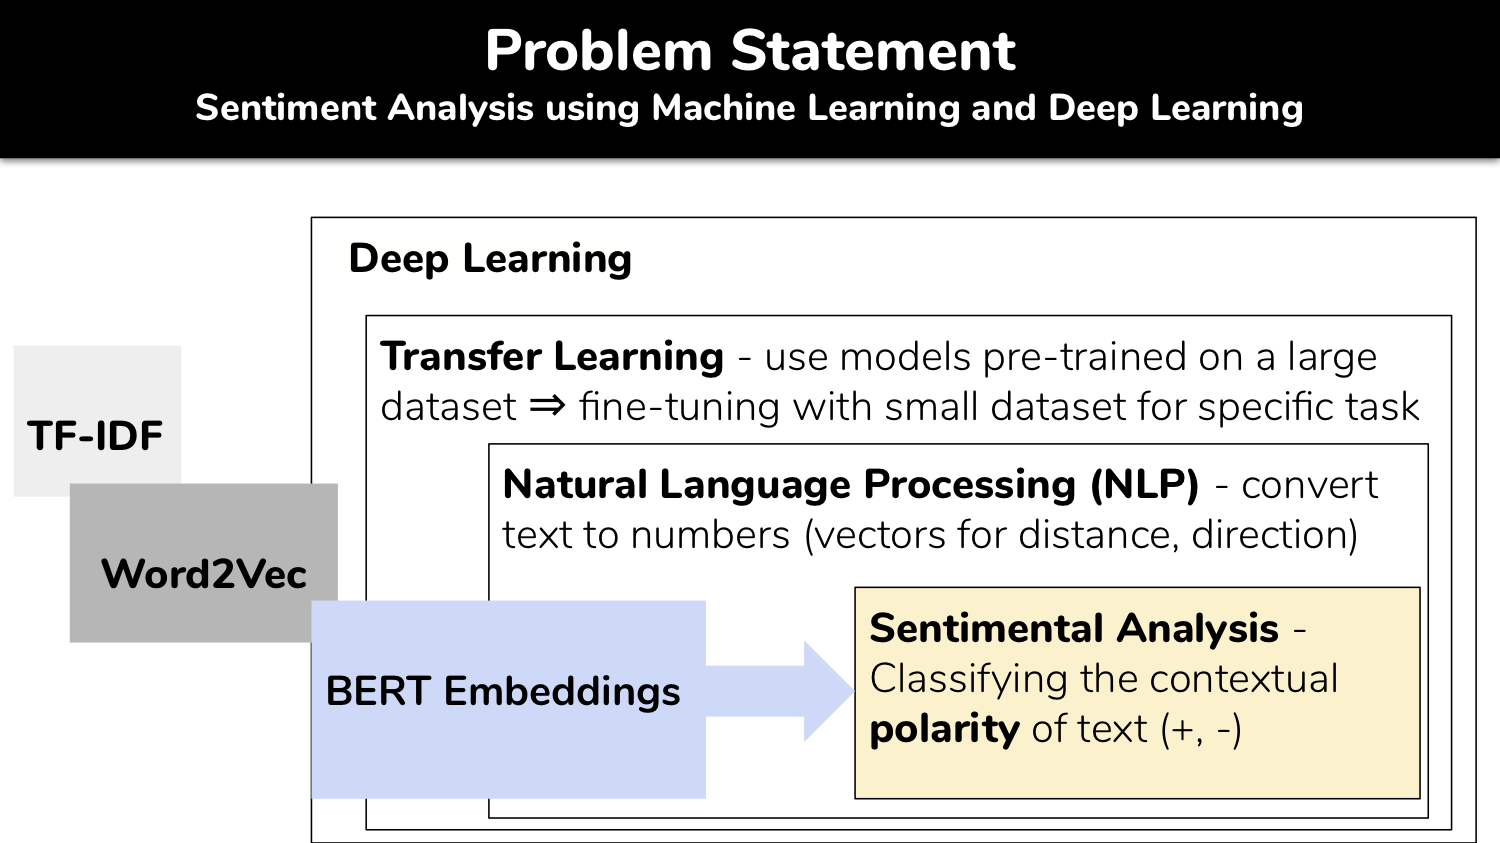 Problem Statement
Sentiment Analysis using Machine Learning and Deep Learning
Deep Learning
Transfer Learning - use models pre-trained on a large
dataset ⇒ fine-tuning with small dataset for specific task
TF-IDF
Natural Language Processing (NLP) - convert
text to numbers (vectors for distance, direction)
Word2Vec
BERT Embeddings
Sentimental Analysis -
Classifying the contextual
polarity of text (+, -)